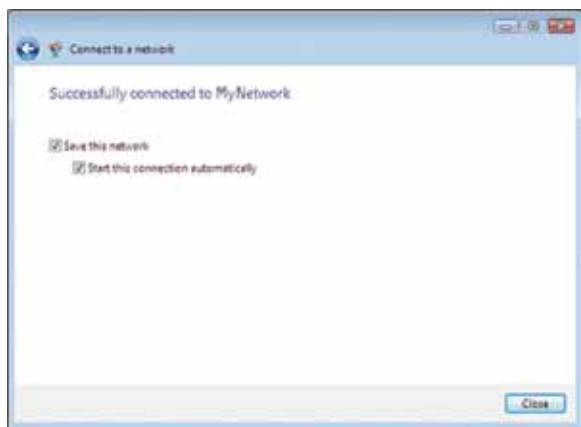 Connect to a network
Successfully connected to MyNetwork
Save this network
Start this connection automatically
Close